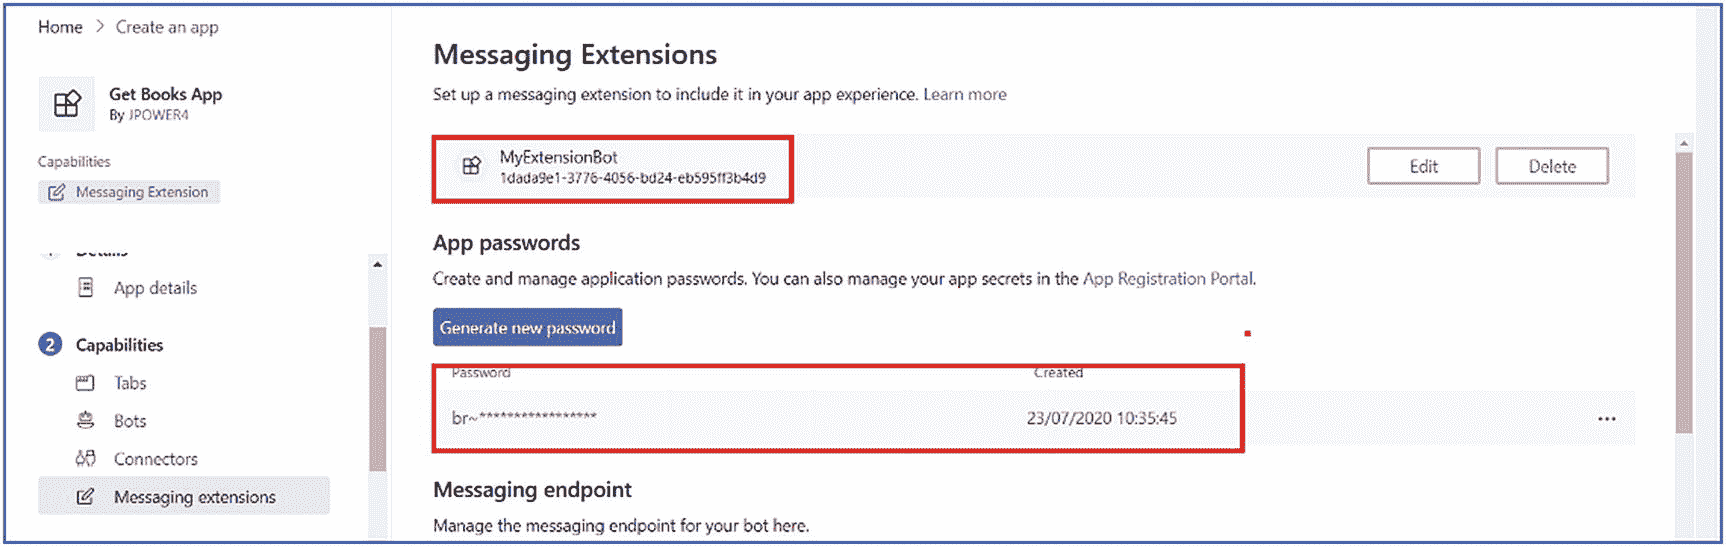 Home > Create an app
Get Books App
By JPOWER4
Capabilities
Messaging Extension
Details
App details
2 Capabilities
Tabs
Bots
Connectors
Messaging extensions
Messaging Extensions
Set up a messaging extension to include it in your app experience. Learn more
MyExtensionBot
1dada9e1-3776-4056-bd24-eb595ff3b4d9
Edit
Delete
App passwords
Create and manage application passwords. You can also manage your app secrets in the App Registration Portal.
Generate new password
Password Created
br~***************** 23/07/2020 10:35:45 ...
Messaging endpoint
Manage the messaging endpoint for your bot here.